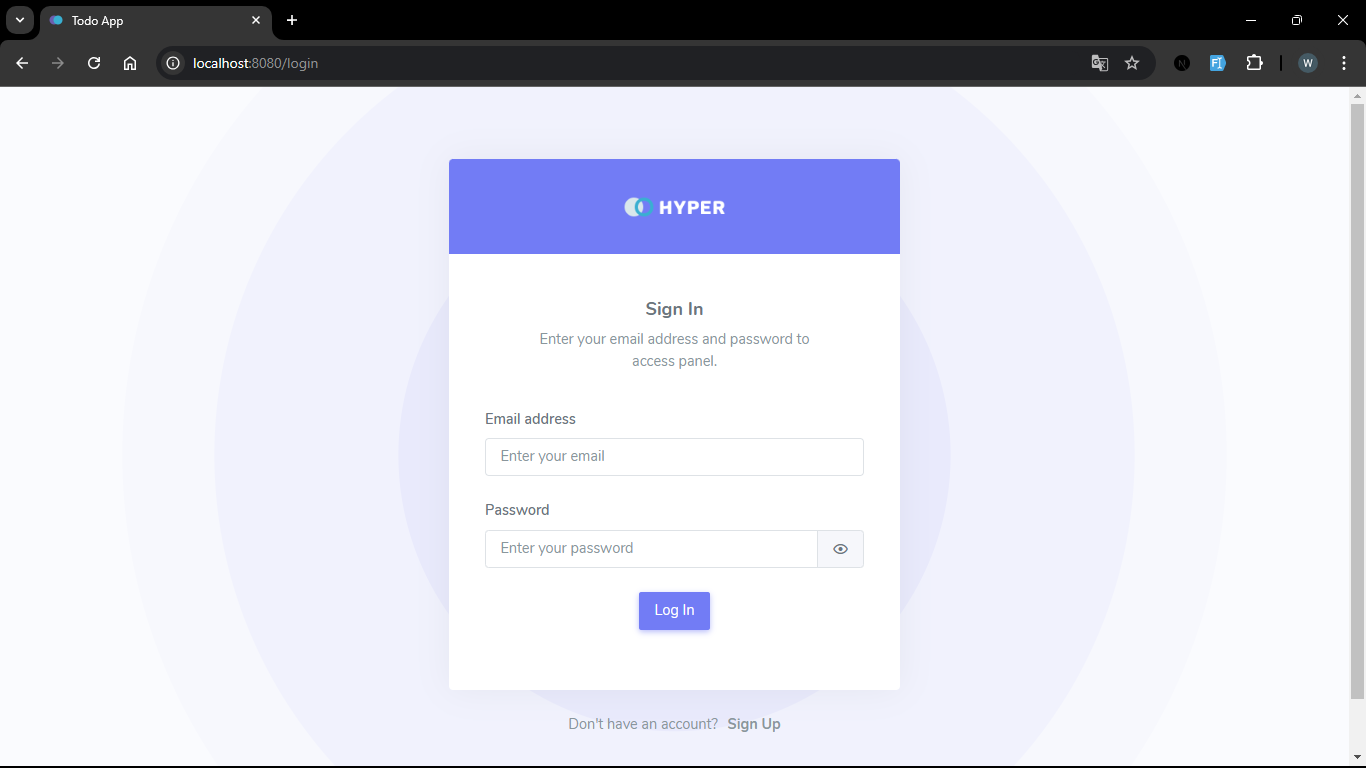 Todo App
localhost:8080/login
N
F
W
HYPER
Sign In
Enter your email address and password to
access panel.
Email address
Enter your email
Password
Enter your password
Log In
Don't have an account? Sign Up